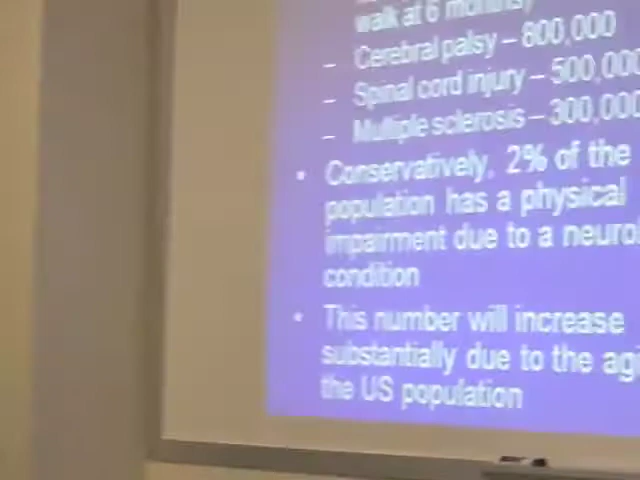 walk at 6 months)
– Cerebral palsy – 800,000
– Spinal cord injury – 500,000
– Multiple sclerosis – 300,000
• Conservatively, 2% of the
population has a physical
impairment due to a neuro
condition
• This number will increase
substantially due to the agi
the US population